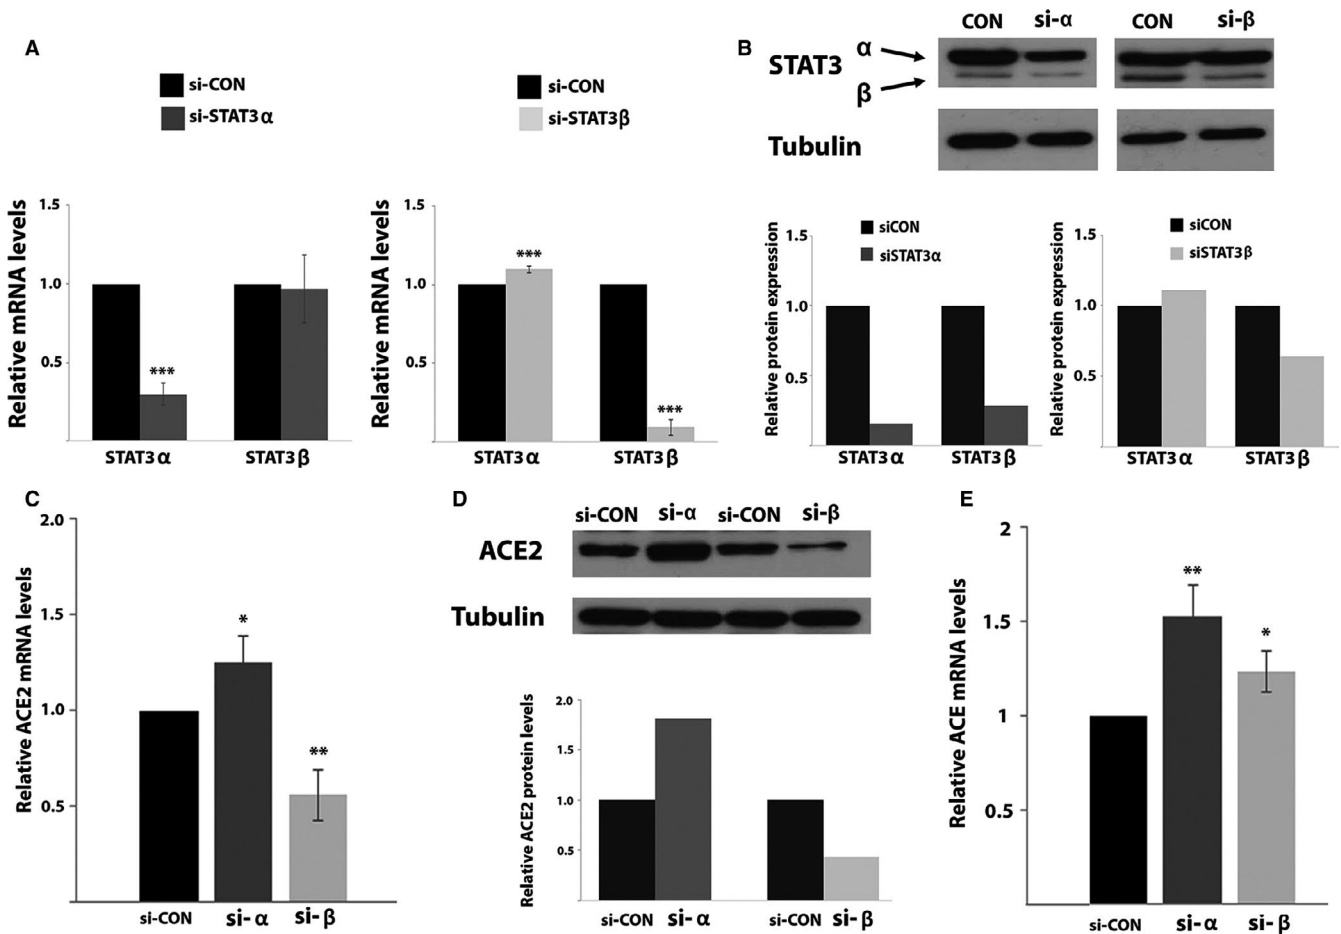 A
si-CON
si-STAT3α
si-CON
si-STAT3β
Relative mRNA levels
1.5
1.0
0.5
***
STAT3α
STAT3β
Relative mRNA levels
1.5
1.0
0.5
***
***
STAT3α
STAT3β
B
CON
si-α
CON
si-β
STAT3
α
β
Tubulin
siCON
siSTAT3α
Relative protein expression
1.5
1.0
0.5
STAT3α
STAT3β
siCON
siSTAT3β
Relative protein expression
1.5
1.0
0.5
STAT3α
STAT3β
C
Relative ACE2 mRNA levels
2.0
1.5
1.0
0.5
*
**
si-CON
si-α
si-β
D
si-CON
si-α
si-CON
si-β
ACE2
Tubulin
Relative ACE2 protein levels
2.0
1.5
1.0
0.5
si-CON
si-α
si-CON
si-β
E
Relative ACE mRNA levels
2
1.5
1
0.5
**
*
si-CON
si-α
si-β